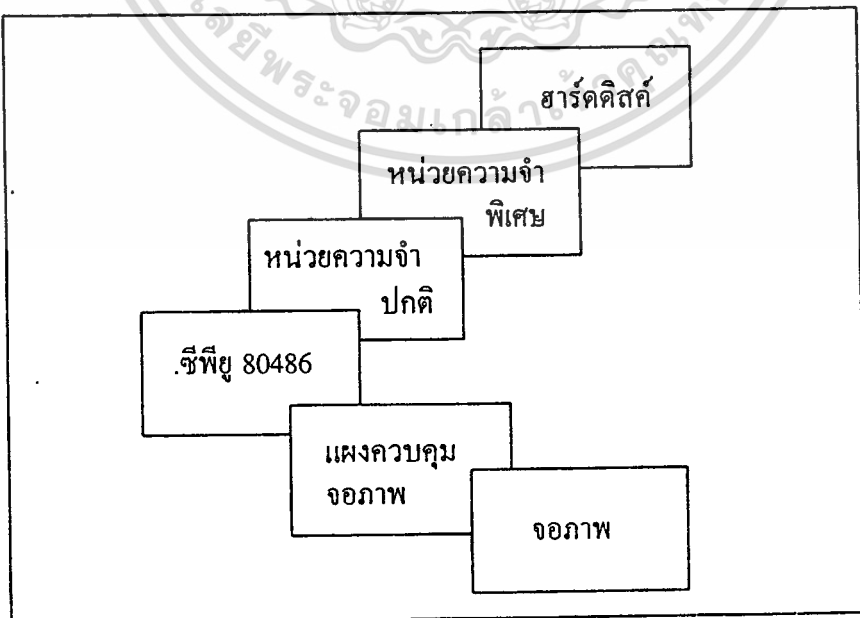 ฮาร์ดดิสค์
หน่วยความจำ
พิเศษ
หน่วยความจำ
ปกติ
.ซีพียู 80486
แผงควบคุม
จอภาพ
จอภาพ